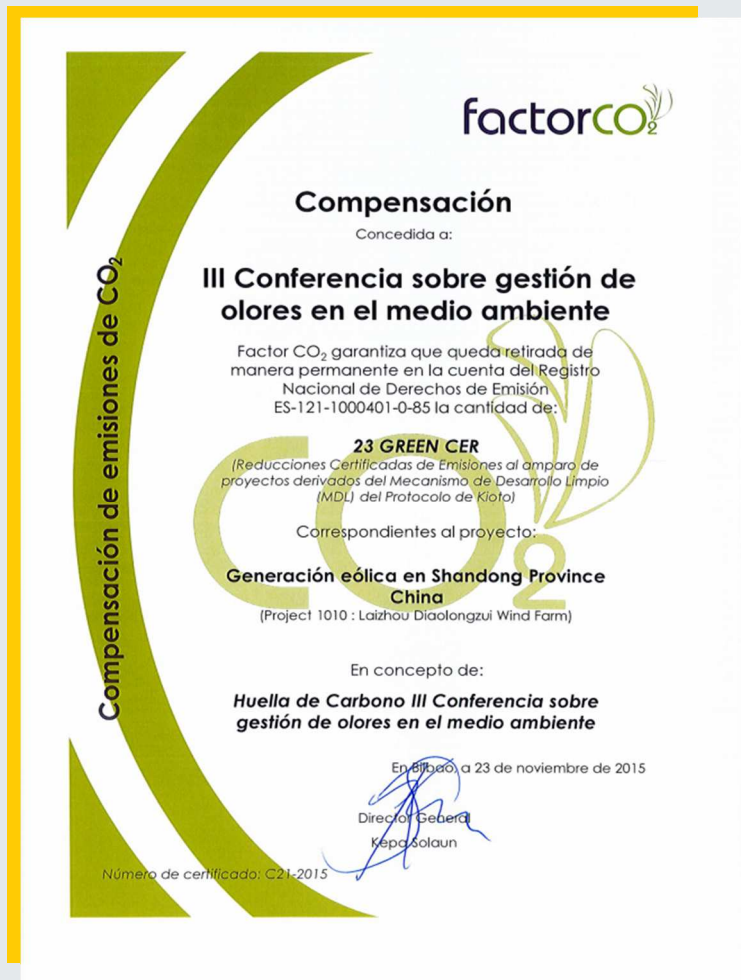 factorCO2
Compensación
Concedida a:
III Conferencia sobre gestión de
olores en el medio ambiente
Factor CO2 garantiza que queda retirada de
manera permanente en la cuenta del Registro
Nacional de Derechos de Emisión
ES-121-1000401-0-85 la cantidad de:
23 GREEN CER
(Reducciones Certificadas de Emisiones al amparo de
proyectos derivados del Mecanismo de Desarrollo Limpio
(MDL) del Protocolo de Kioto)
Correspondientes al proyecto:
Generación eólica en Shandong Province
China
(Project 1010 : Laizhou Diaolongzui Wind Farm)
En concepto de:
Huella de Carbono III Conferencia sobre
gestión de olores en el medio ambiente
En Bilbao, a 23 de noviembre de 2015
Director General
Kepa Solaun
Número de certificado: C21-2015
Compensación de emisiones de CO2
CO2